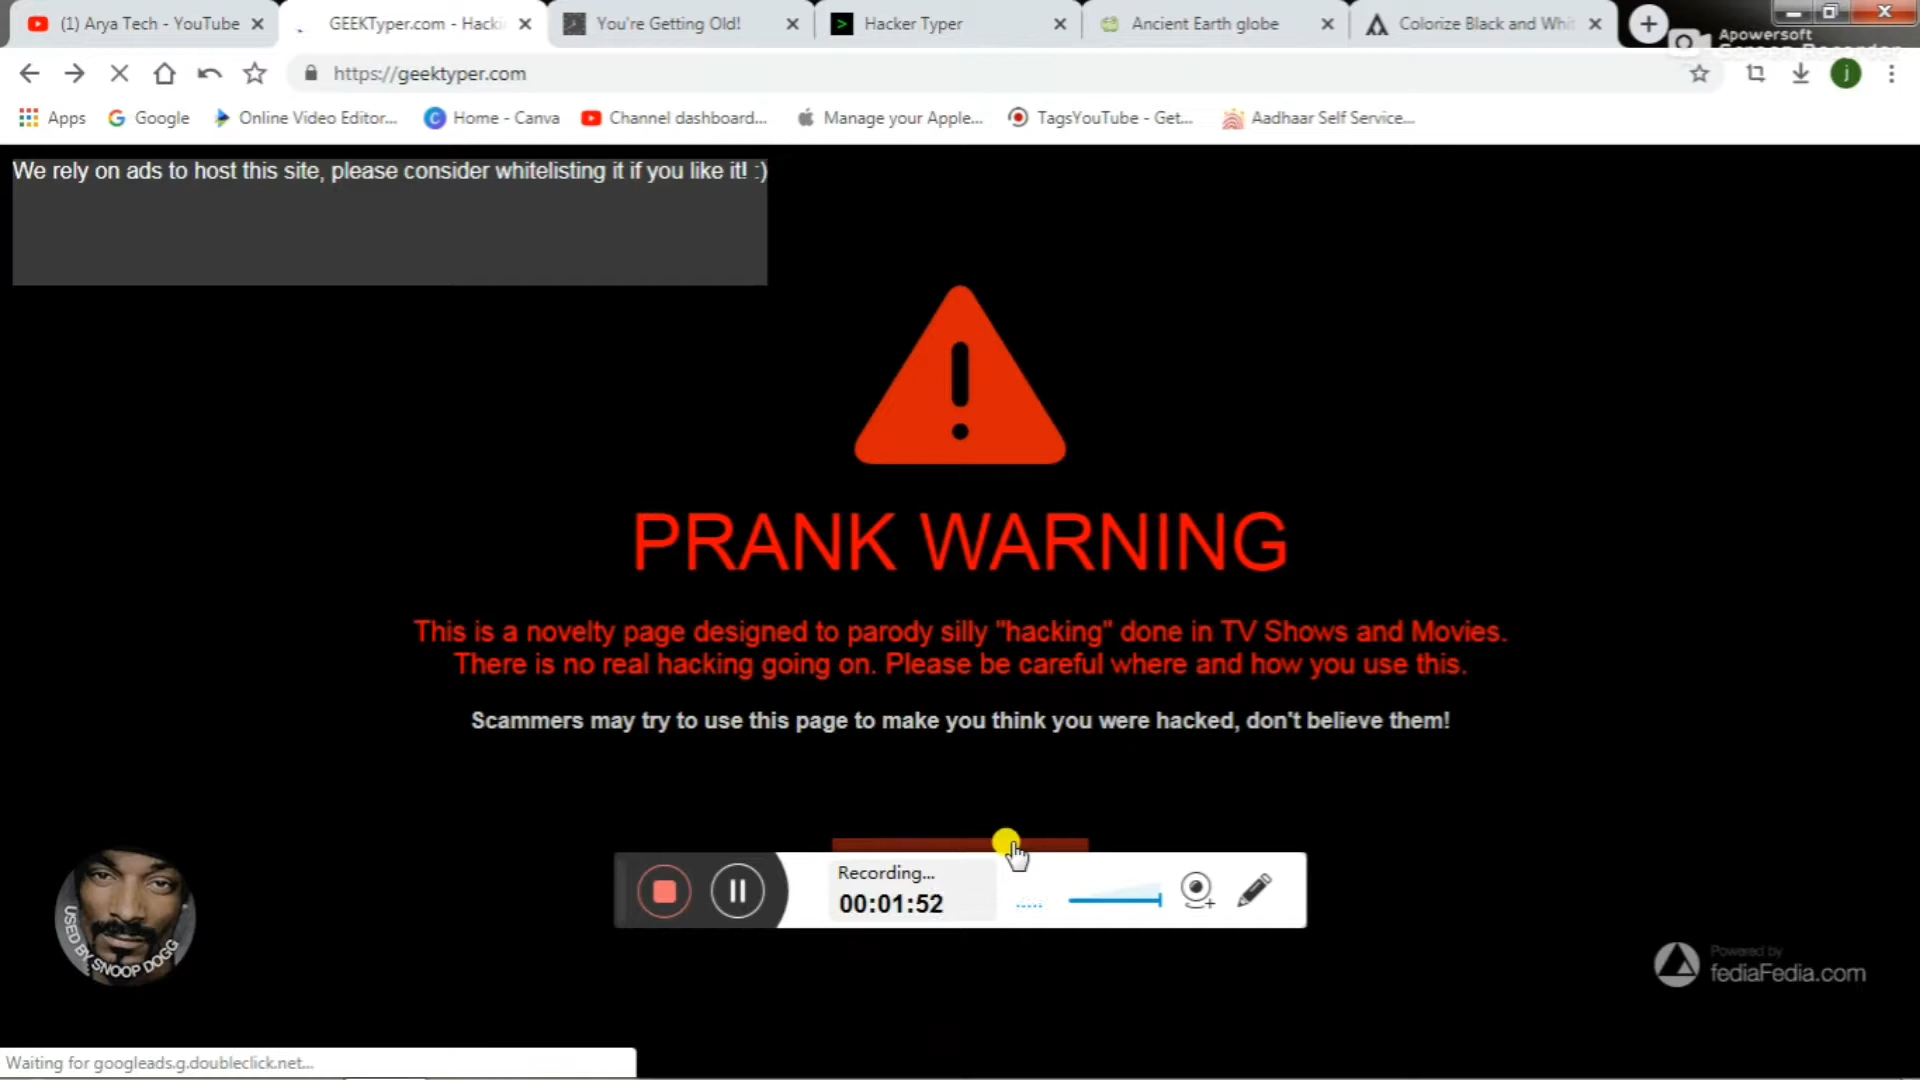 (1) Arya Tech - YouTube
GEEKTyper.com - Hacki
You're Getting Old!
Hacker Typer
Ancient Earth globe
Colorize Black and Whit
Apowersoft
Screen Recorder
https://geektyper.com
j
Apps
Google
Online Video Editor...
Home - Canva
Channel dashboard...
Manage your Apple...
TagsYouTube - Get...
Aadhaar Self Service...
We rely on ads to host this site, please consider whitelisting it if you like it! :)
PRANK WARNING
This is a novelty page designed to parody silly "hacking" done in TV Shows and Movies.
There is no real hacking going on. Please be careful where and how you use this.
Scammers may try to use this page to make you think you were hacked, don't believe them!
Recording...
00:01:52
USED BY SNOOP DOGG
Powered by
fediaFedia.com
Waiting for googleads.g.doubleclick.net...